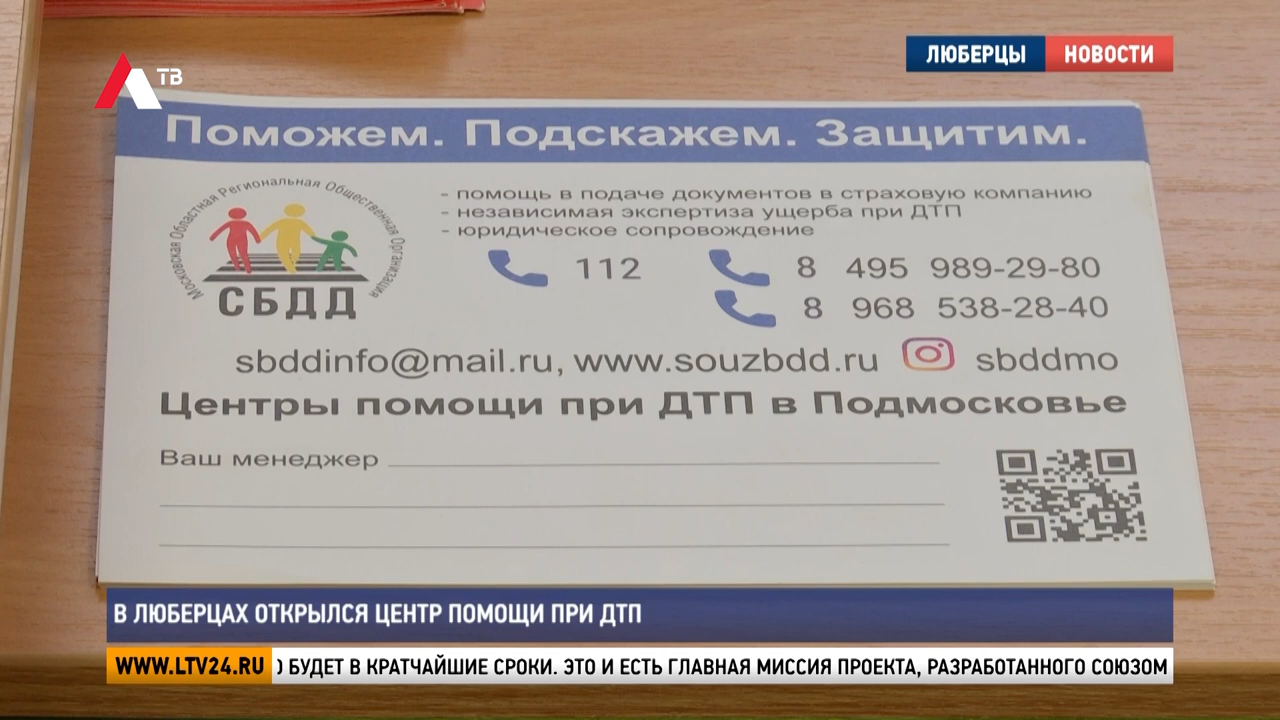 ТВ
ЛЮБЕРЦЫ НОВОСТИ
Поможем. Подскажем. Защитим.
Московская Областная Региональная Общественная Организация
СБДД
- помощь в подаче документов в страховую компанию
- независимая экспертиза ущерба при ДТП
- юридическое сопровождение
112 8 495 989-29-80
8 968 538-28-40
sbddinfo@mail.ru, www.souzbdd.ru sbddmo
Центры помощи при ДТП в Подмосковье
Ваш менеджер
В ЛЮБЕРЦАХ ОТКРЫЛСЯ ЦЕНТР ПОМОЩИ ПРИ ДТП
WWW.LTV24.RU БУДЕТ В КРАТЧАЙШИЕ СРОКИ. ЭТО И ЕСТЬ ГЛАВНАЯ МИССИЯ ПРОЕКТА, РАЗРАБОТАННОГО СОЮЗОМ